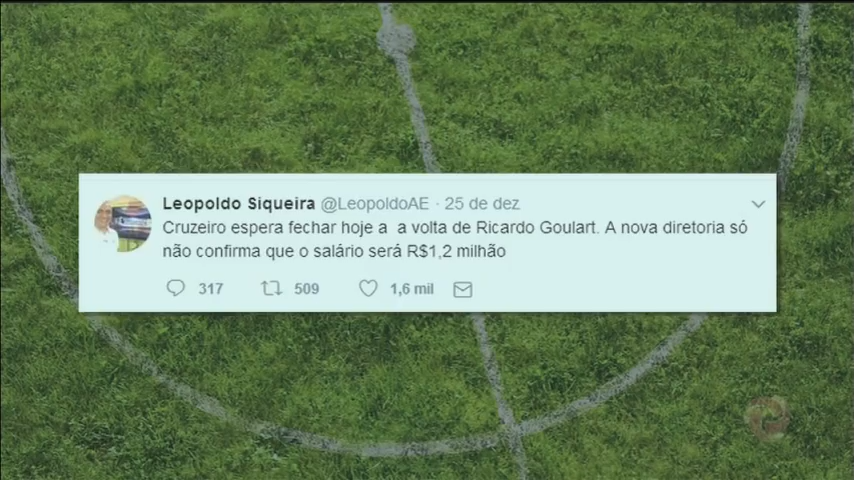 Leopoldo Siqueira @LeopoldoAE · 25 de dez
Cruzeiro espera fechar hoje a a volta de Ricardo Goulart. A nova diretoria só
não confirma que o salário será R$1,2 milhão
317 509 1,6 mil